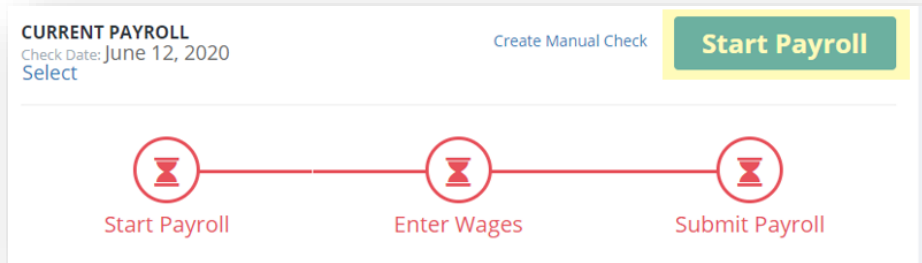 CURRENT PAYROLL
Check Date: June 12, 2020
Select
Create Manual Check
Start Payroll
Start Payroll
Enter Wages
Submit Payroll